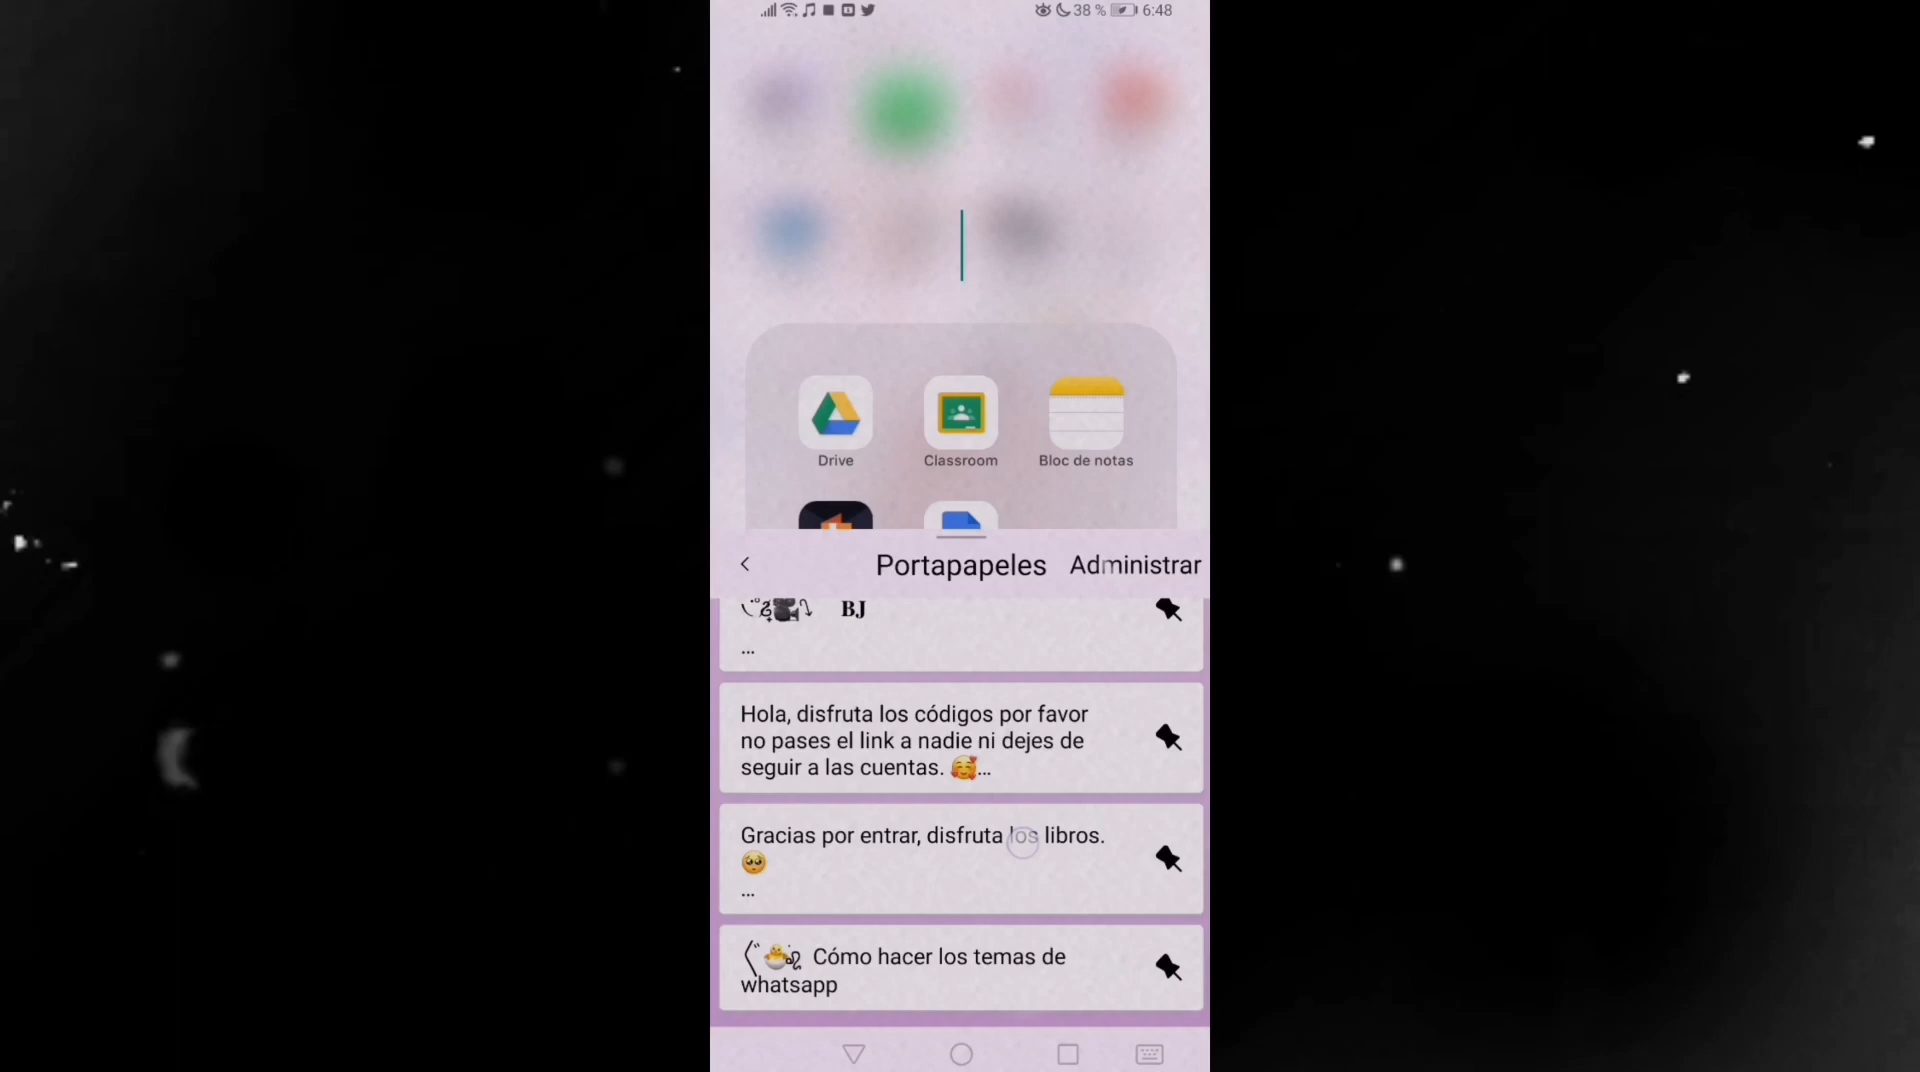 38 % 6:48
Drive Classroom Bloc de notas
Portapapeles Administrar
BJ
...
Hola, disfruta los códigos por favor
no pases el link a nadie ni dejes de
seguir a las cuentas. 🥰...
Gracias por entrar, disfruta los libros.
🥺
...
Cómo hacer los temas de
whatsapp